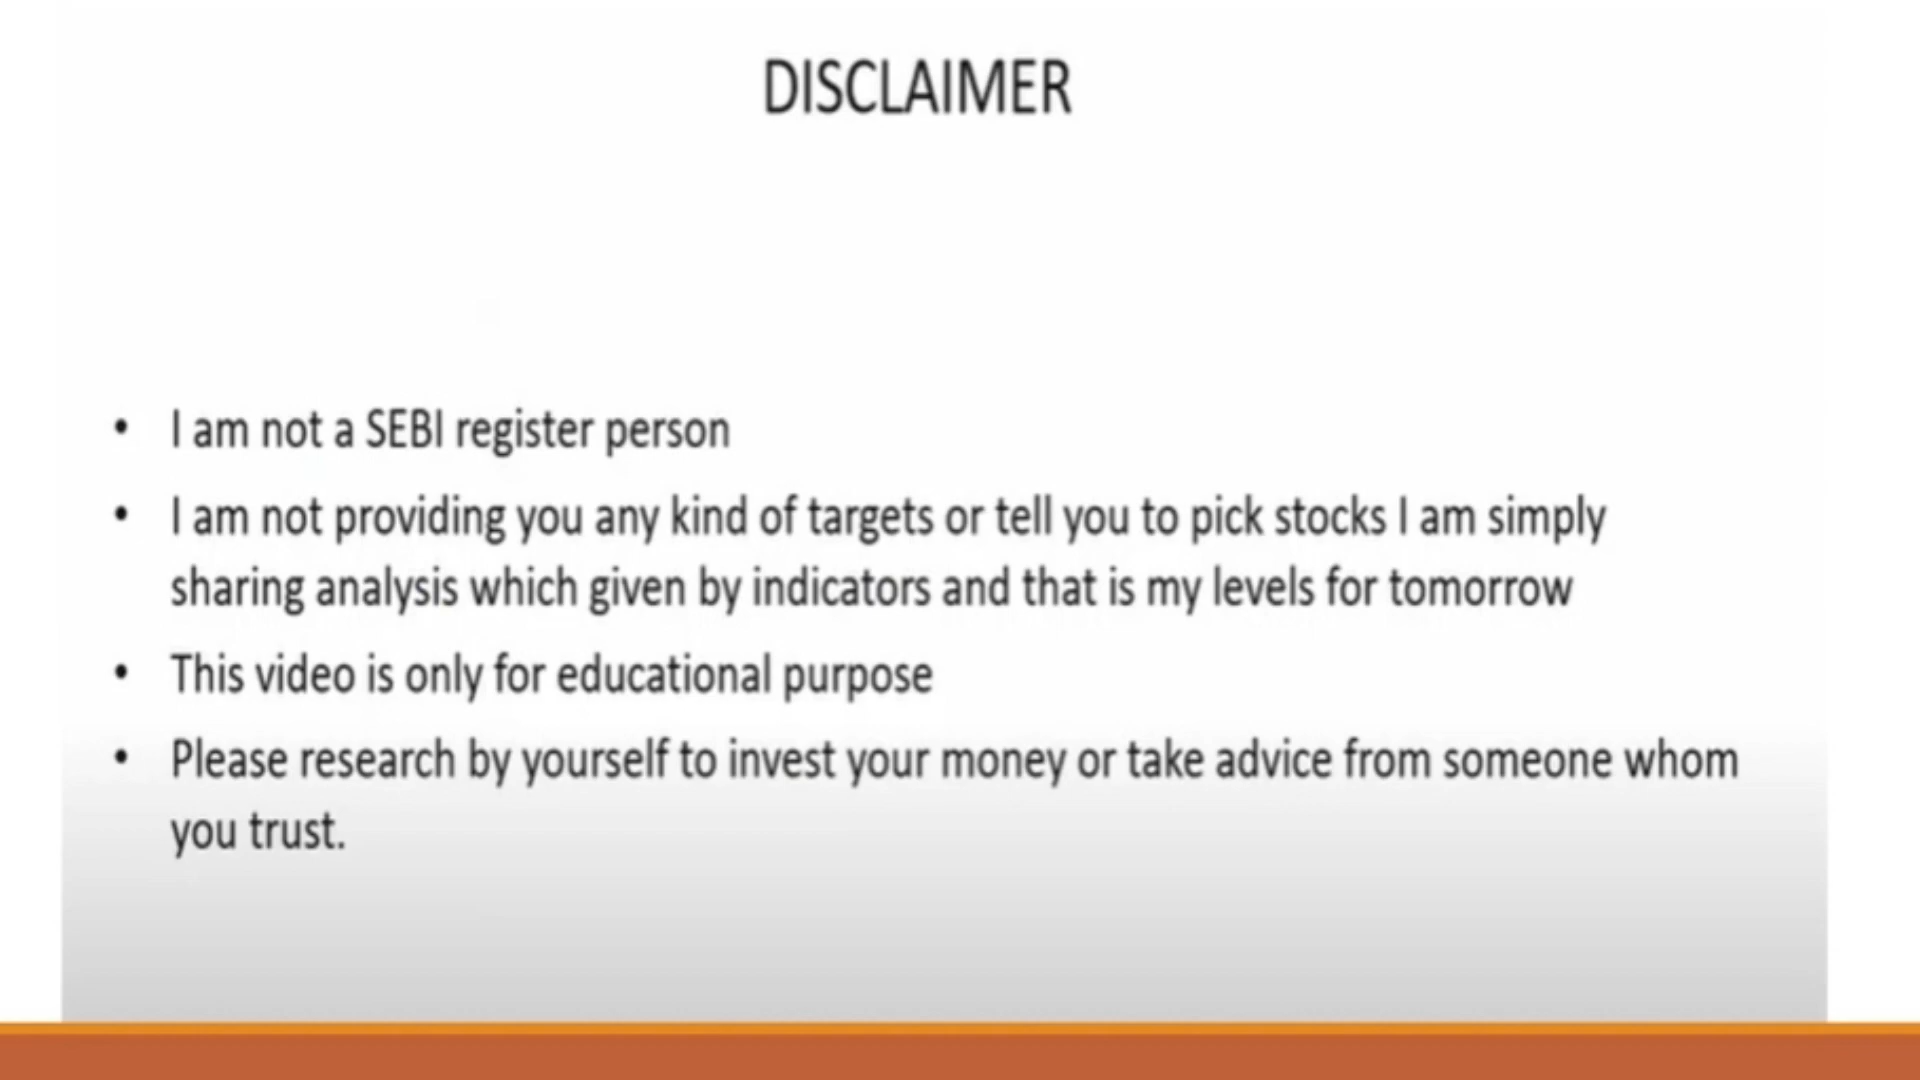 DISCLAIMER
• I am not a SEBI register person
• I am not providing you any kind of targets or tell you to pick stocks I am simply
sharing analysis which given by indicators and that is my levels for tomorrow
• This video is only for educational purpose
• Please research by yourself to invest your money or take advice from someone whom
you trust.